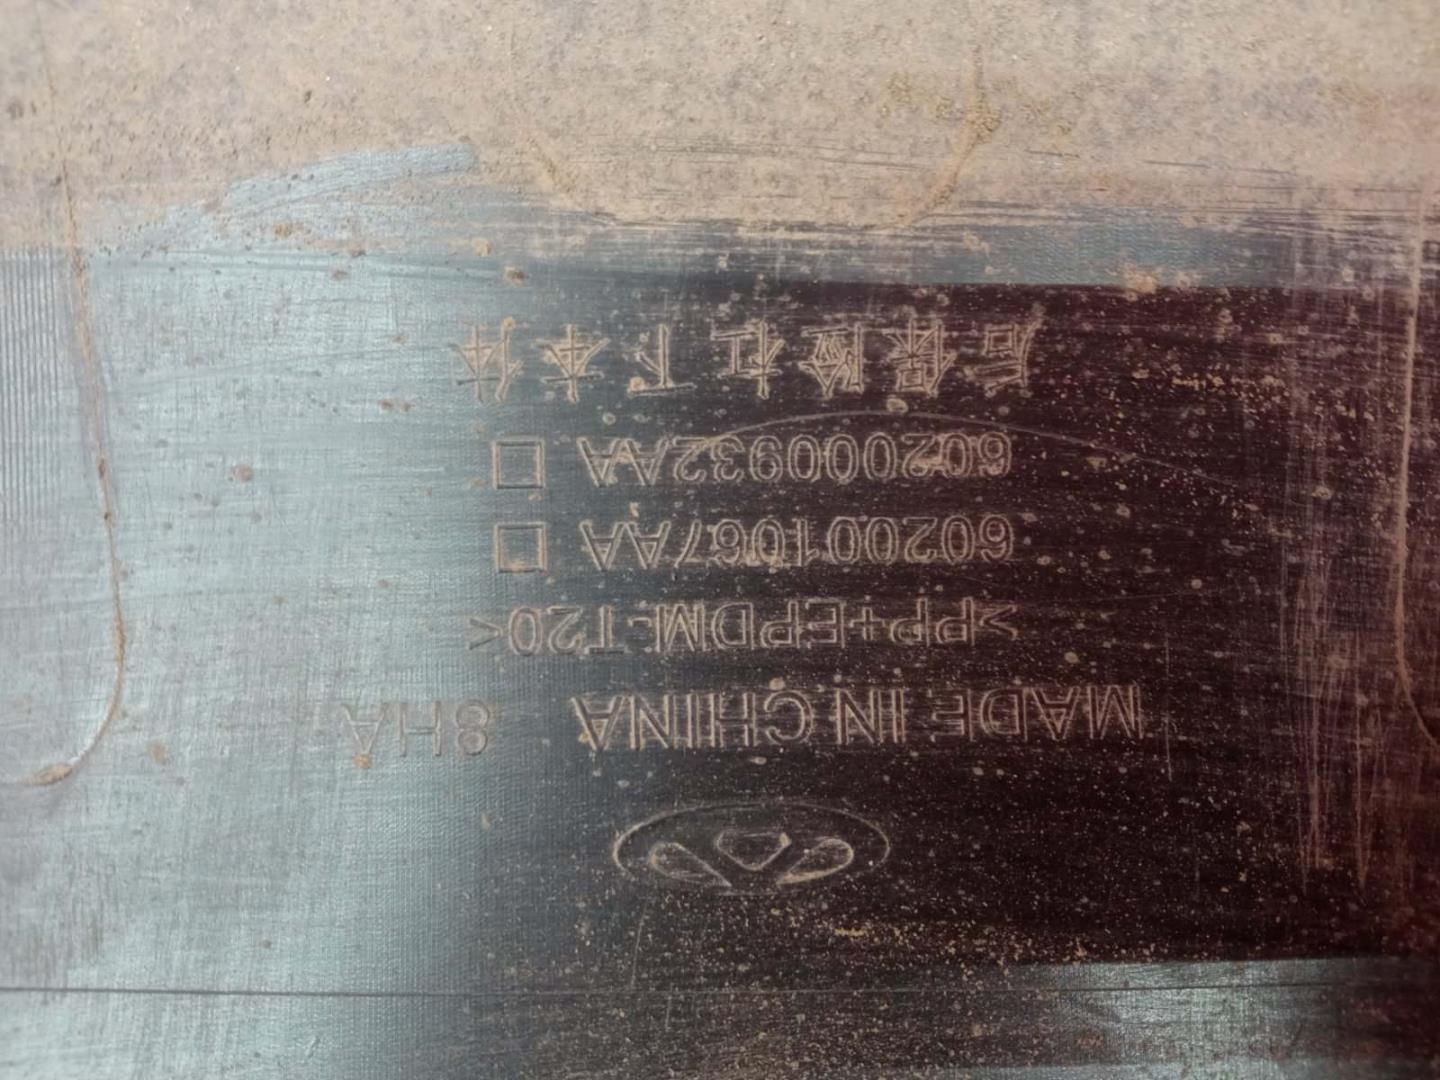 MADE IN CHINA 8HA
>PP+EPDM-T20<
602001067AA □
602000932AA □
后保险杠下本体